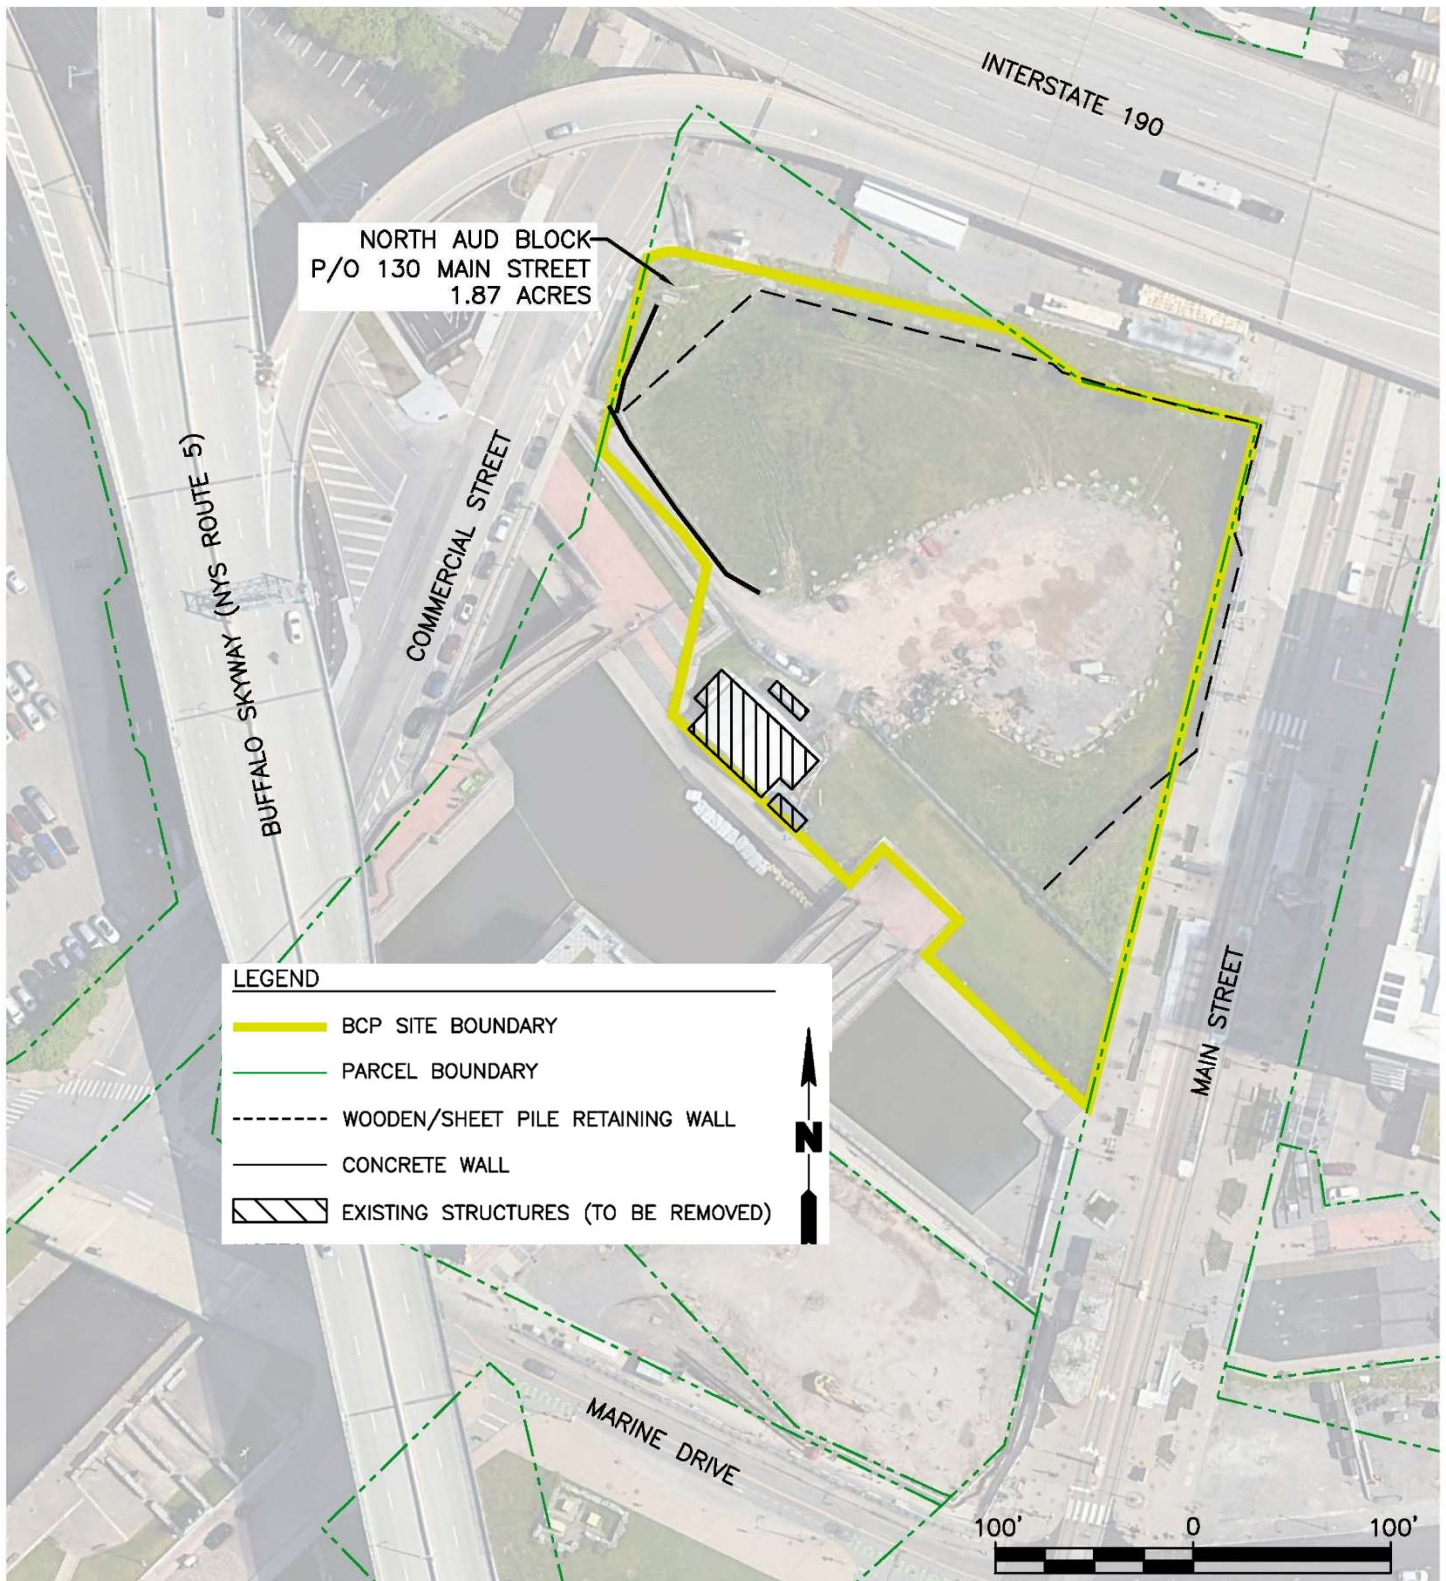 INTERSTATE 190
NORTH AUD BLOCK
P/O 130 MAIN STREET
1.87 ACRES
BUFFALO SKYWAY (NYS ROUTE 5)
COMMERCIAL STREET
MAIN STREET
LEGEND
BCP SITE BOUNDARY
PARCEL BOUNDARY
WOODEN/SHEET PILE RETAINING WALL
CONCRETE WALL
EXISTING STRUCTURES (TO BE REMOVED)
N
MARINE DRIVE
100' 0 100'